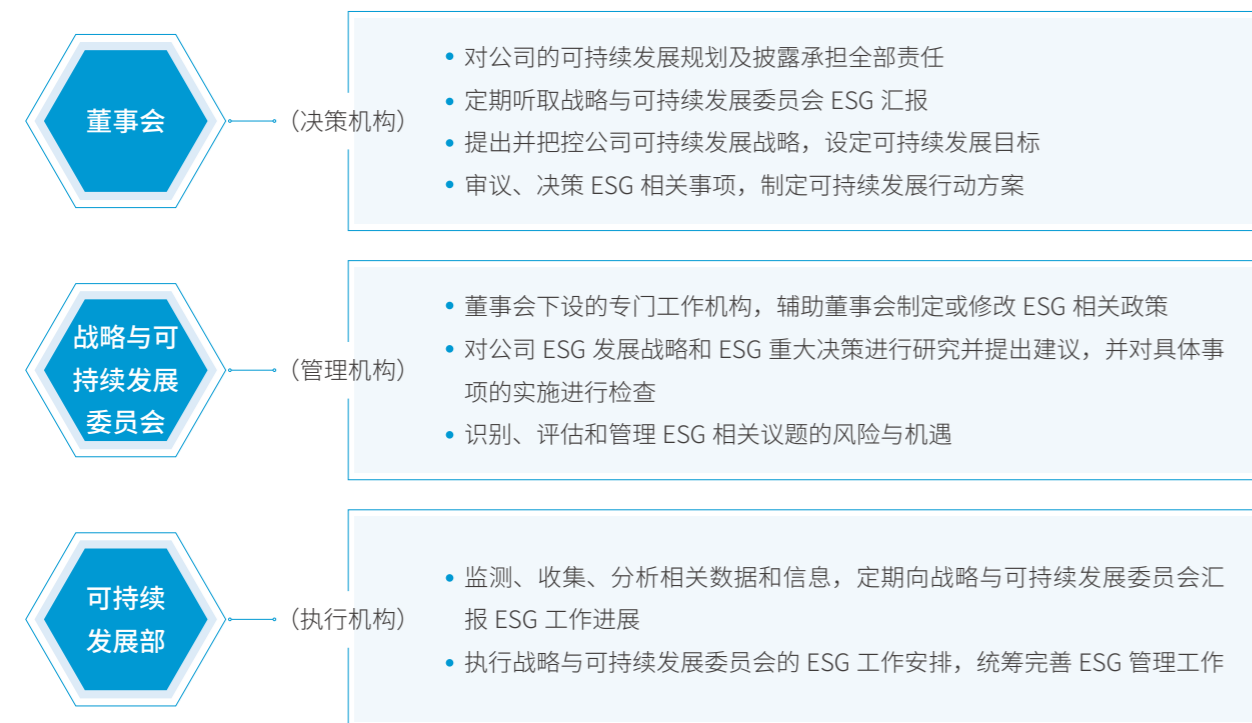 董事会
（决策机构）
• 对公司的可持续发展规划及披露承担全部责任
• 定期听取战略与可持续发展委员会 ESG 汇报
• 提出并把控公司可持续发展战略，设定可持续发展目标
• 审议、决策 ESG 相关事项，制定可持续发展行动方案
战略与可
持续发展
委员会
（管理机构）
• 董事会下设的专门工作机构，辅助董事会制定或修改 ESG 相关政策
• 对公司 ESG 发展战略和 ESG 重大决策进行研究并提出建议，并对具体事
项的实施进行检查
• 识别、评估和管理 ESG 相关议题的风险与机遇
可持续
发展部
（执行机构）
• 监测、收集、分析相关数据和信息，定期向战略与可持续发展委员会汇
报 ESG 工作进展
• 执行战略与可持续发展委员会的 ESG 工作安排，统筹完善 ESG 管理工作